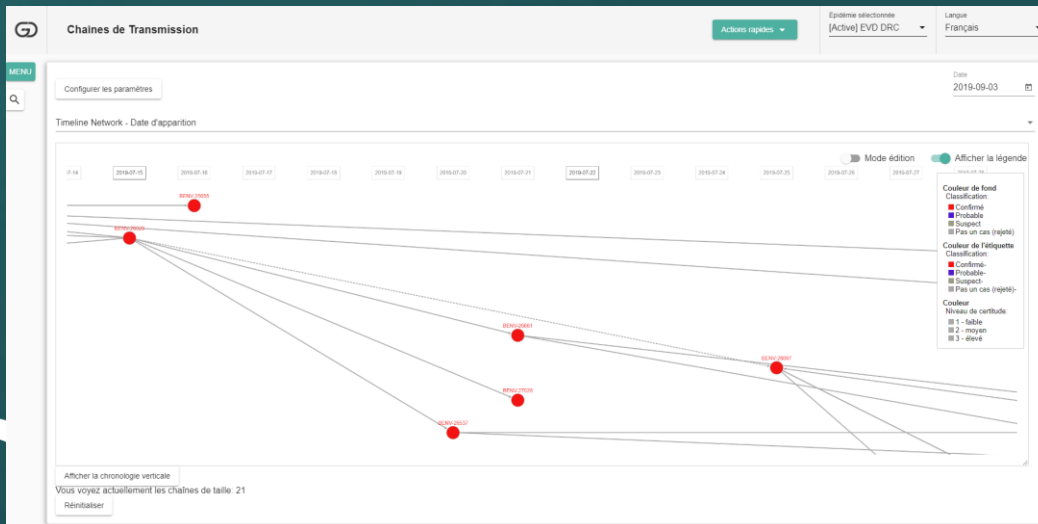 Chaînes de Transmission
Actions rapides
Epidémie sélectionnée
[Active] EVD DRC
Langue
Français
MENU
Configurer les paramètres
Date
2019-09-03
Timeline Network - Date d'apparition
Mode édition
Afficher la légende
2019-07-15
2019-07-16
2019-07-17
2019-07-18
2019-07-19
2019-07-20
2019-07-21
2019-07-22
2019-07-23
2019-07-24
2019-07-25
2019-07-26
2019-07-27
Couleur de fond
Classification:
Confirmé
Probable
Suspect
Pas un cas (rejeté)
Couleur de l'étiquette
Classification:
Confirmé-
Probable-
Suspect-
Pas un cas (rejeté)-
Couleur
Niveau de certitude:
1 - faible
2 - moyen
3 - élevé
Afficher la chronologie verticale
Vous voyez actuellement les chaînes de taille: 21
Réinitialiser